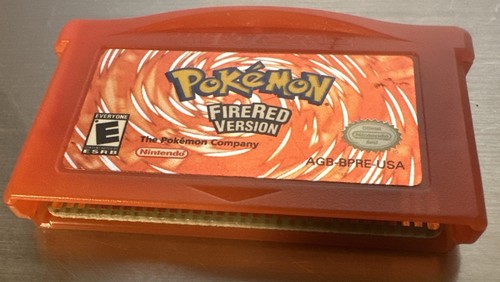 POKéMON
FIRERED
VERSION
EVERYONE
E
ESRB
The Pokémon Company
Nintendo
AGB-BPRE-USA